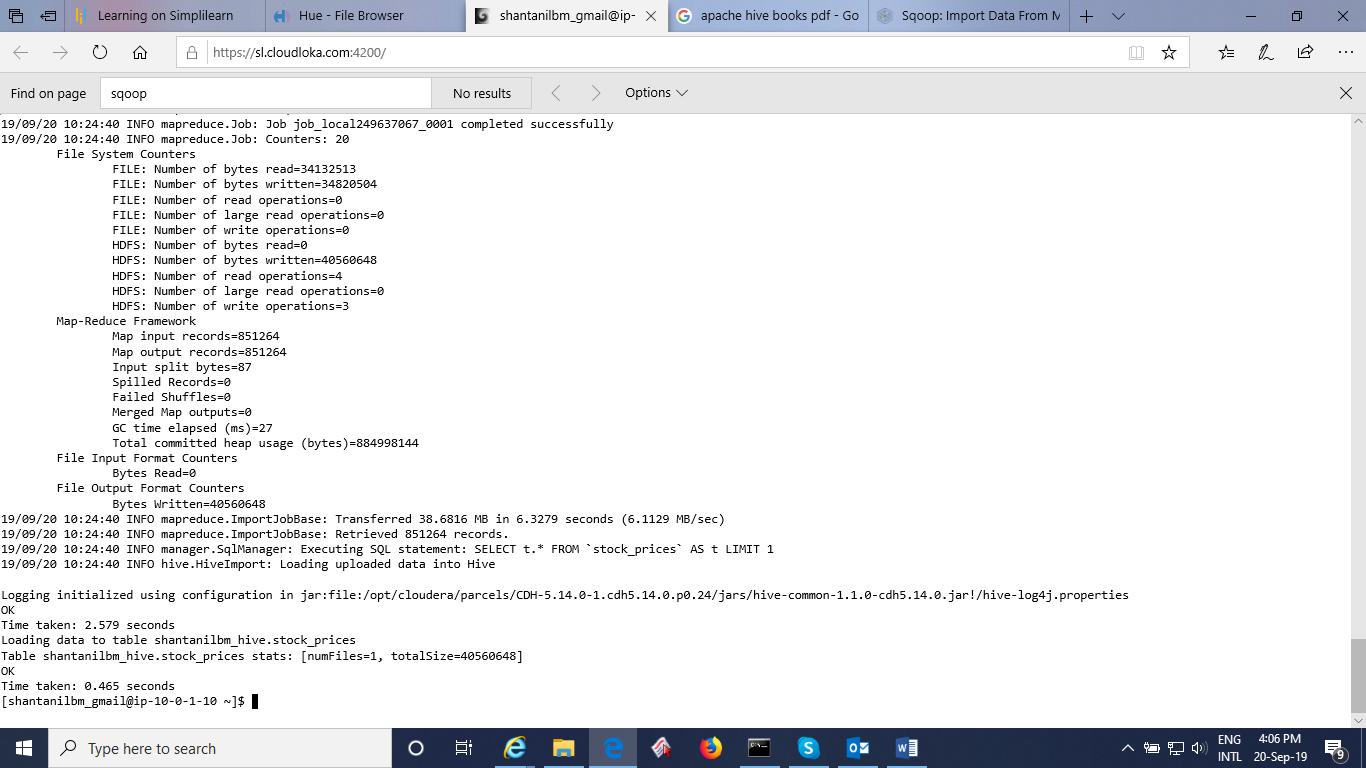 Learning on Simplilearn
Hue - File Browser
shantanilbm_gmail@ip-
apache hive books pdf - Go
Sqoop: Import Data From M
https://sl.cloudloka.com:4200/
Find on page
sqoop
No results
Options
19/09/20 10:24:40 INFO mapreduce.Job: Job job_local249637067_0001 completed successfully
19/09/20 10:24:40 INFO mapreduce.Job: Counters: 20
File System Counters
FILE: Number of bytes read=34132513
FILE: Number of bytes written=34820504
FILE: Number of read operations=0
FILE: Number of large read operations=0
FILE: Number of write operations=0
HDFS: Number of bytes read=0
HDFS: Number of bytes written=40560648
HDFS: Number of read operations=4
HDFS: Number of large read operations=0
HDFS: Number of write operations=3
Map-Reduce Framework
Map input records=851264
Map output records=851264
Input split bytes=87
Spilled Records=0
Failed Shuffles=0
Merged Map outputs=0
GC time elapsed (ms)=27
Total committed heap usage (bytes)=884998144
File Input Format Counters
Bytes Read=0
File Output Format Counters
Bytes Written=40560648
19/09/20 10:24:40 INFO mapreduce.ImportJobBase: Transferred 38.6816 MB in 6.3279 seconds (6.1129 MB/sec)
19/09/20 10:24:40 INFO mapreduce.ImportJobBase: Retrieved 851264 records.
19/09/20 10:24:40 INFO manager.SqlManager: Executing SQL statement: SELECT t.* FROM `stock_prices` AS t LIMIT 1
19/09/20 10:24:40 INFO hive.HiveImport: Loading uploaded data into Hive
Logging initialized using configuration in jar:file:/opt/cloudera/parcels/CDH-5.14.0-1.cdh5.14.0.p0.24/jars/hive-common-1.1.0-cdh5.14.0.jar!/hive-log4j.properties
OK
Time taken: 2.579 seconds
Loading data to table shantanilbm_hive.stock_prices
Table shantanilbm_hive.stock_prices stats: [numFiles=1, totalSize=40560648]
OK
Time taken: 0.465 seconds
[shantanilbm_gmail@ip-10-0-1-10 ~]$
Type here to search
ENG
INTL
4:06 PM
20-Sep-19
9